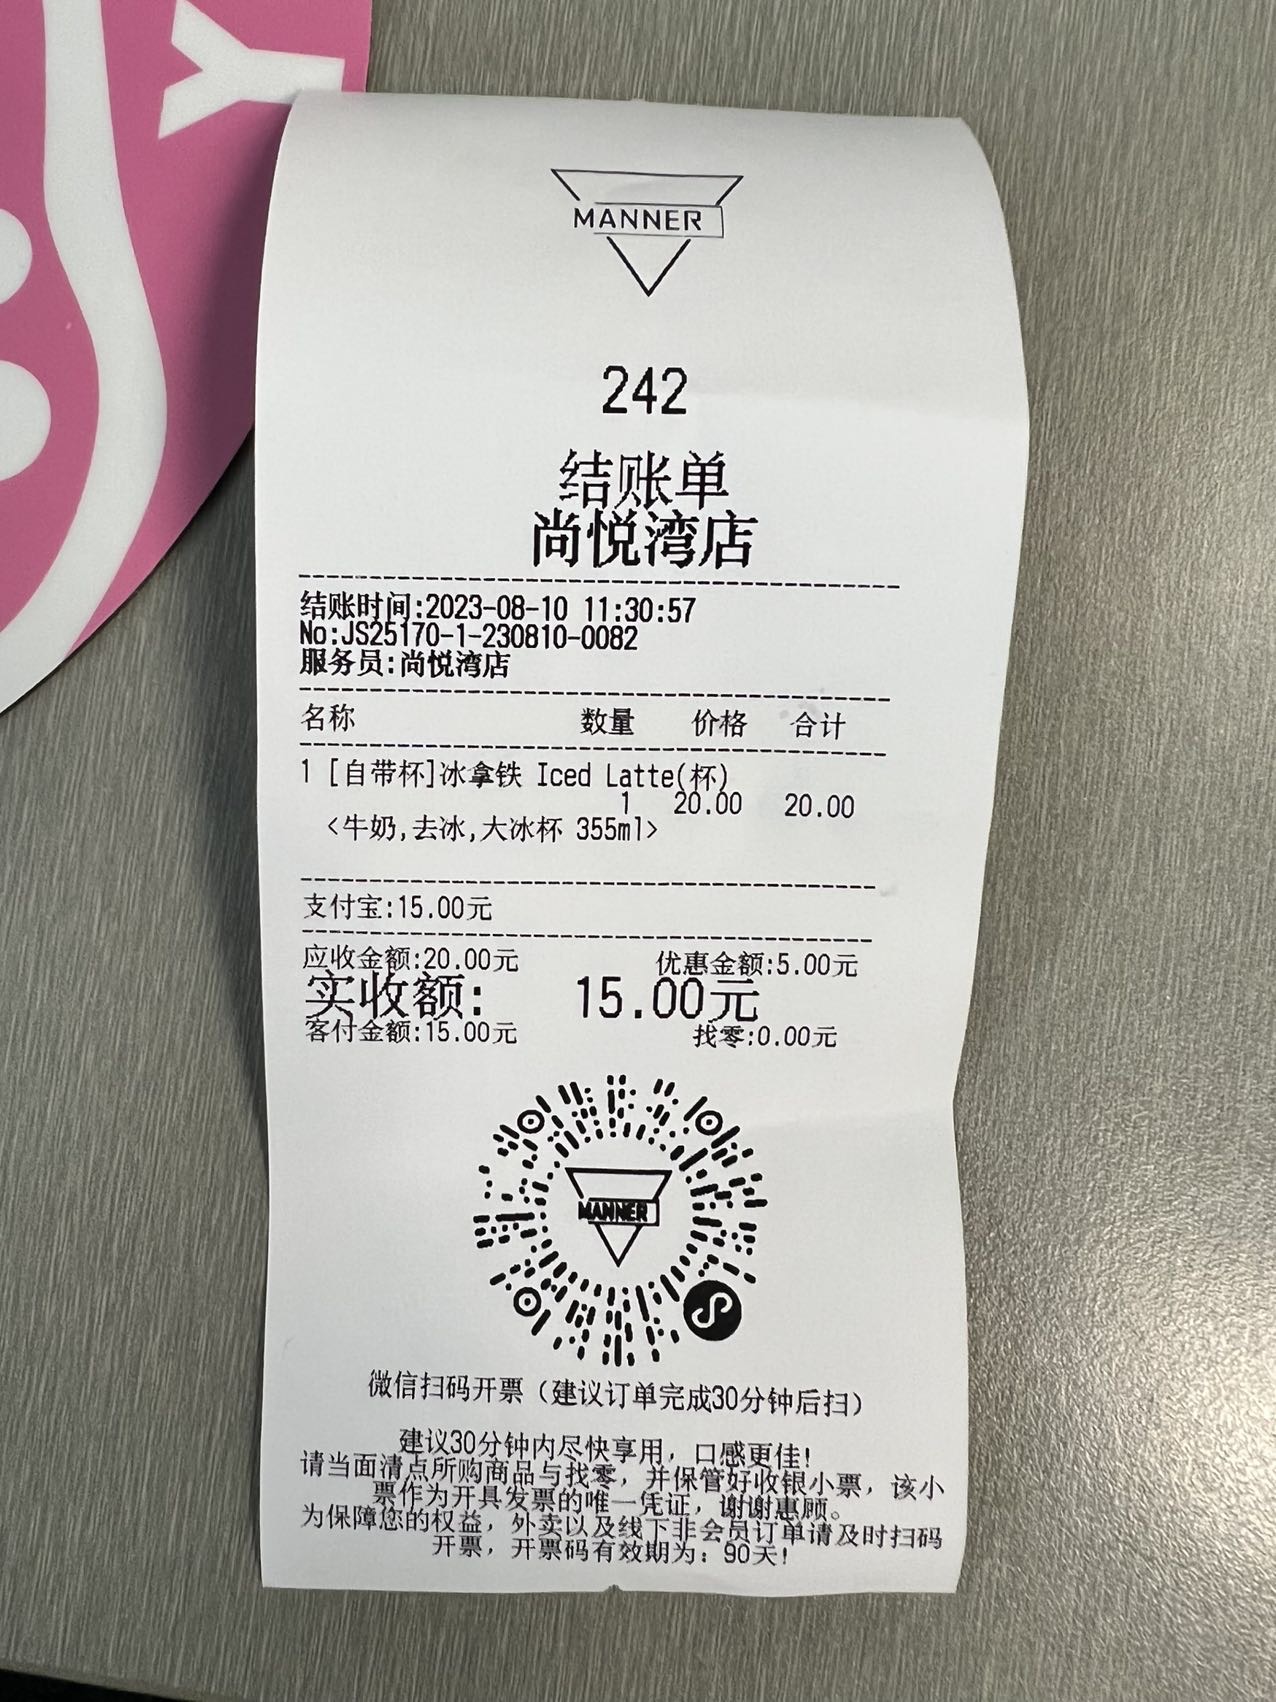 MANNER
242
结账单
尚悦湾店
结账时间:2023-08-10 11:30:57
No:JS25170-1-230810-0082
服务员:尚悦湾店
名称 数量 价格 合计
1 [自带杯]冰拿铁 Iced Latte(杯)
1 20.00 20.00
<牛奶,去冰,大冰杯 355ml>
支付宝:15.00元
应收金额:20.00元 优惠金额:5.00元
实收额: 15.00元
客付金额:15.00元 找零:0.00元
MANNER
微信扫码开票（建议订单完成30分钟后扫）
建议30分钟内尽快享用，口感更佳!
请当面清点所购商品与找零，并保管好收银小票，该小
票作为开具发票的唯一凭证，谢谢惠顾。
为保障您的权益，外卖以及线下非会员订单请及时扫码
开票，开票码有效期为：90天!